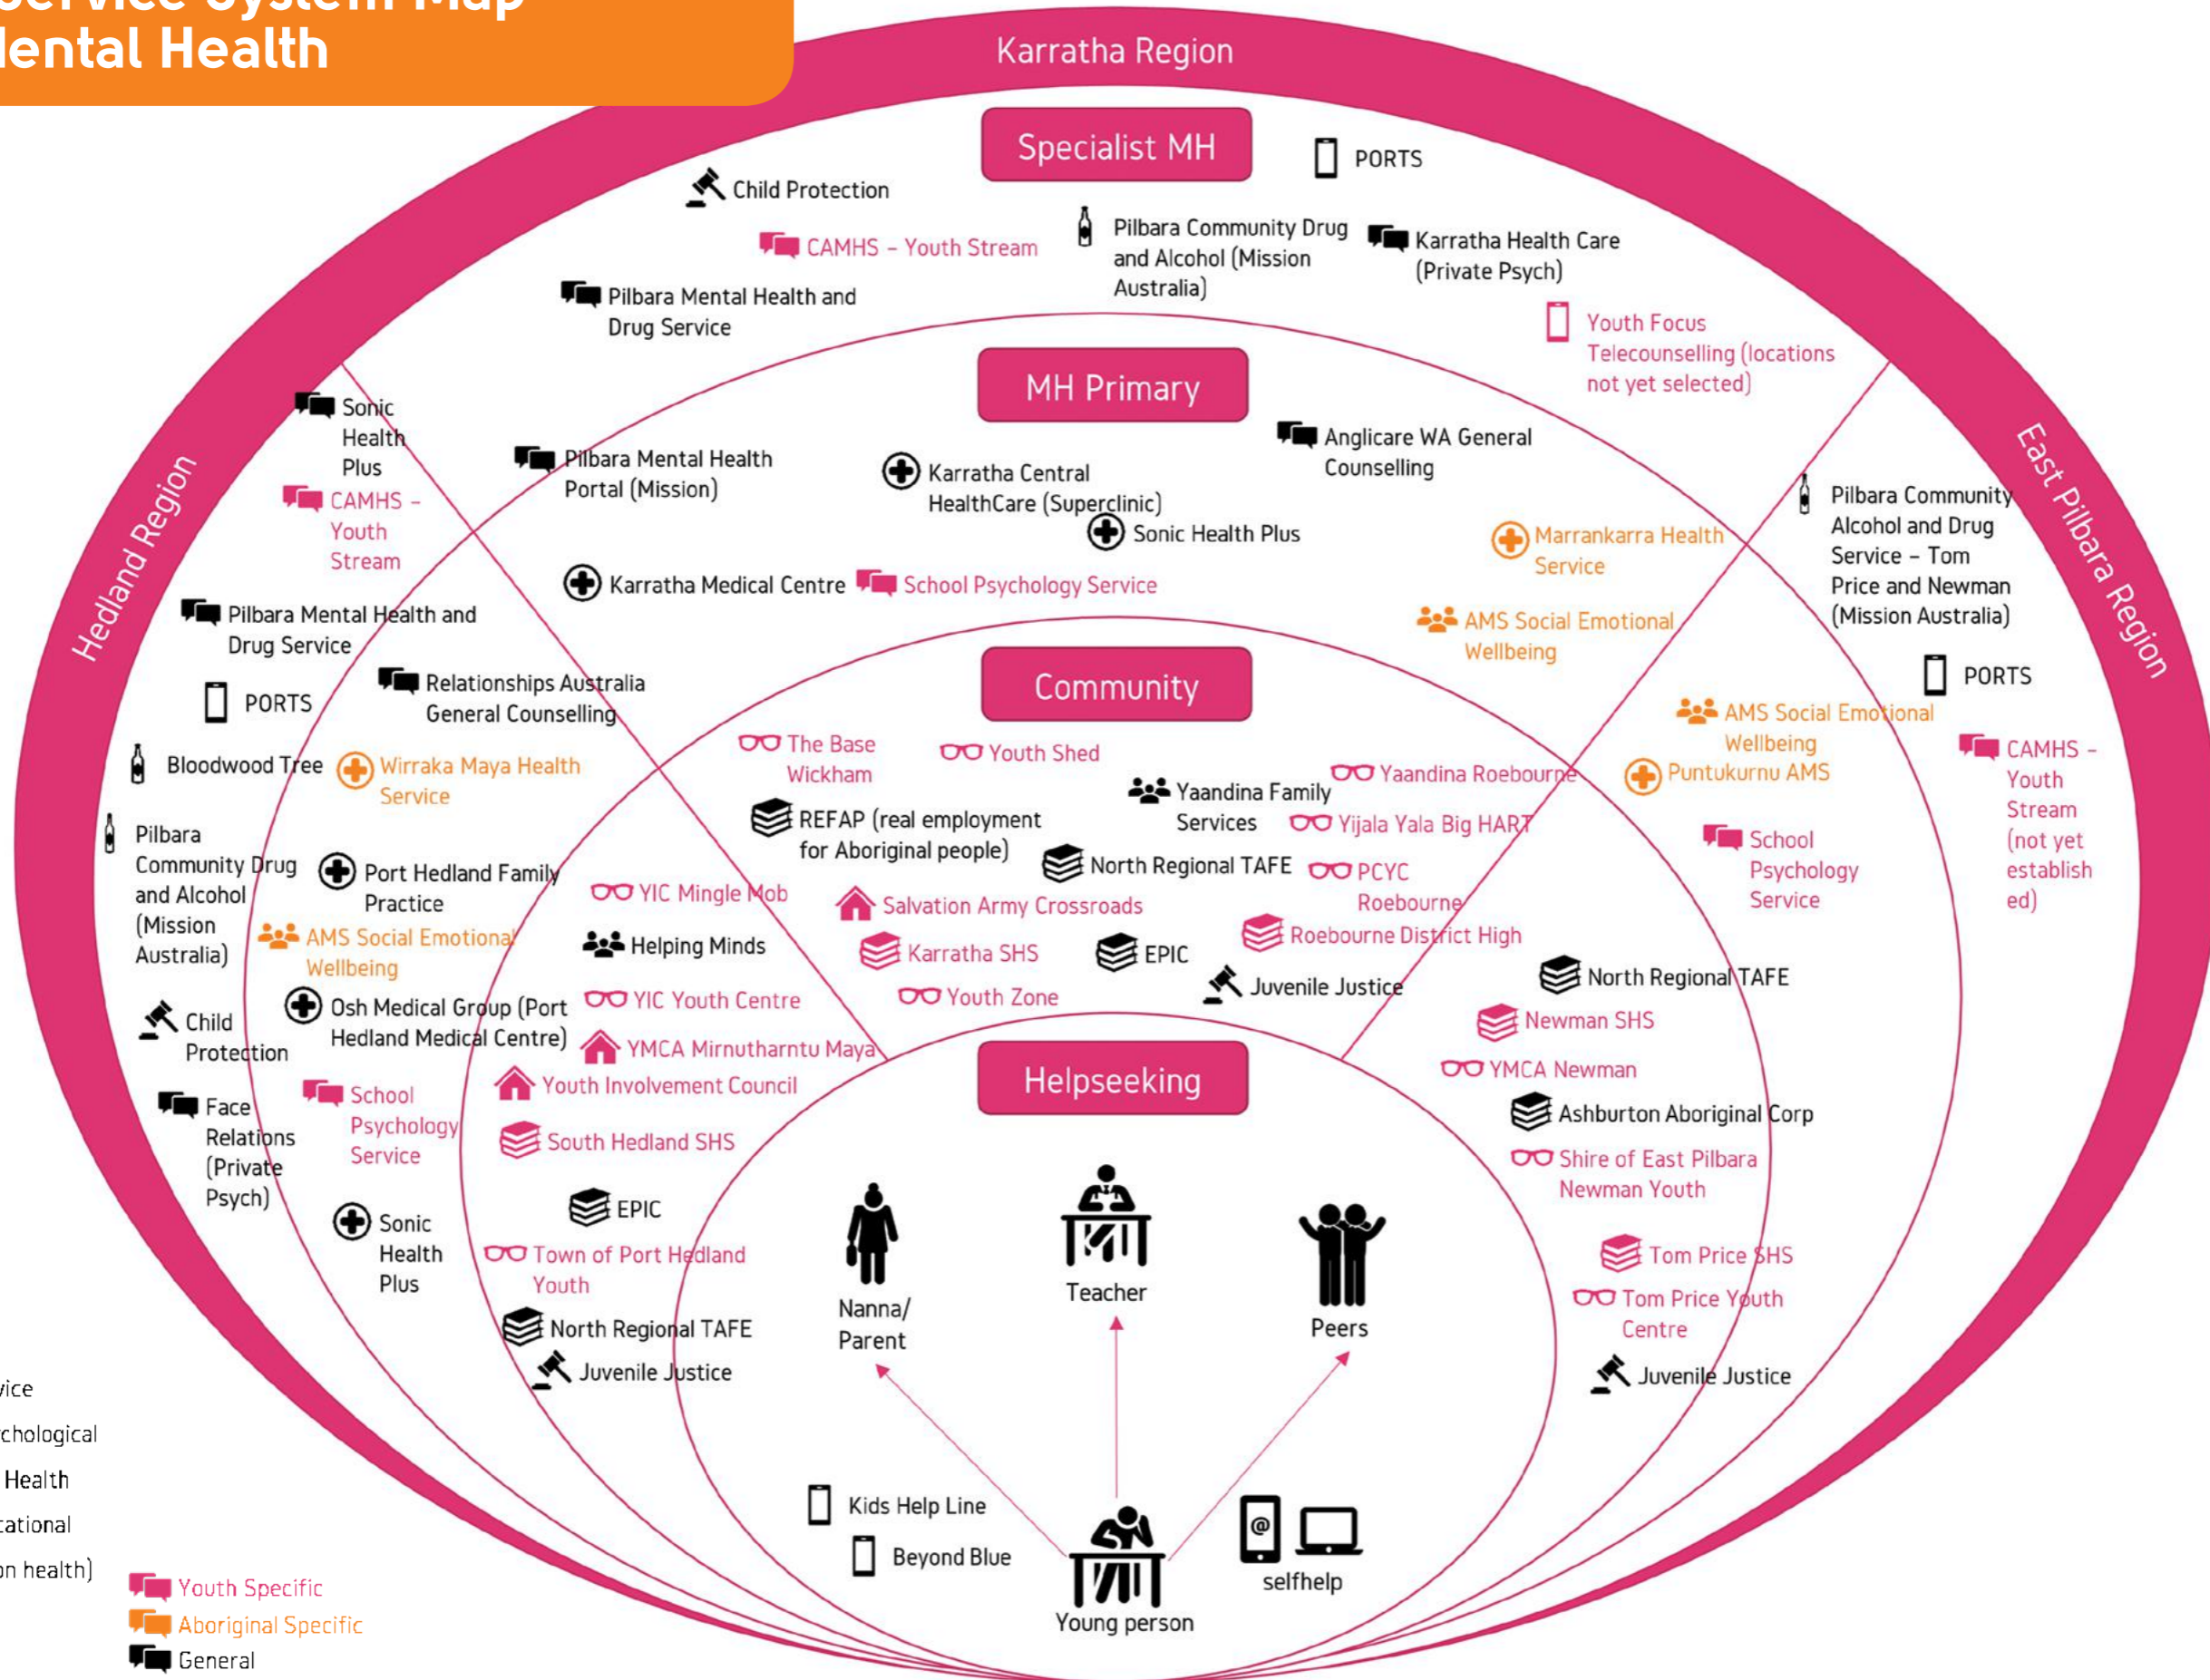 Service System Map
Mental Health
Karratha Region
Specialist MH
PORTS
Child Protection
CAMHS – Youth Stream
Pilbara Community Drug
and Alcohol (Mission
Australia)
Karratha Health Care
(Private Psych)
Pilbara Mental Health and
Drug Service
Youth Focus
Telecounselling (locations
not yet selected)
MH Primary
Pilbara Mental Health
Portal (Mission)
Karratha Central
HealthCare (Superclinic)
Anglicare WA General
Counselling
Sonic Health Plus
Marrankarra Health
Service
Karratha Medical Centre
School Psychology Service
AMS Social Emotional
Wellbeing
Community
The Base
Wickham
Youth Shed
Yaandina Roebourne
Yaandina Family
Services
REFAP (real employment
for Aboriginal people)
Yijala Yala Big HART
North Regional TAFE
PCYC
Roebourne
Salvation Army Crossroads
Roebourne District High
Karratha SHS
EPIC
Juvenile Justice
Youth Zone
Hedland Region
Sonic
Health
Plus
CAMHS –
Youth
Stream
Pilbara Mental Health and
Drug Service
PORTS
Bloodwood Tree
Pilbara
Community Drug
and Alcohol
(Mission
Australia)
Child
Protection
Face
Relations
(Private
Psych)
Relationships Australia
General Counselling
Wirraka Maya Health
Service
Port Hedland Family
Practice
AMS Social Emotional
Wellbeing
Osh Medical Group (Port
Hedland Medical Centre)
School
Psychology
Service
Sonic
Health
Plus
YIC Mingle Mob
Helping Minds
YIC Youth Centre
YMCA Mirnutharntu Maya
Youth Involvement Council
South Hedland SHS
EPIC
Town of Port Hedland
Youth
North Regional TAFE
Juvenile Justice
East Pilbara Region
Pilbara Community
Alcohol and Drug
Service – Tom
Price and Newman
(Mission Australia)
PORTS
CAMHS –
Youth
Stream
(not yet
establish
ed)
AMS Social Emotional
Wellbeing
Puntukurnu AMS
School
Psychology
Service
North Regional TAFE
Newman SHS
YMCA Newman
Ashburton Aboriginal Corp
Shire of East Pilbara
Newman Youth
Tom Price SHS
Tom Price Youth
Centre
Juvenile Justice
Helpseeking
Nanna/
Parent
Teacher
Peers
Kids Help Line
Beyond Blue
@
selfhelp
Young person
Health
Youth Specific
Aboriginal Specific
General